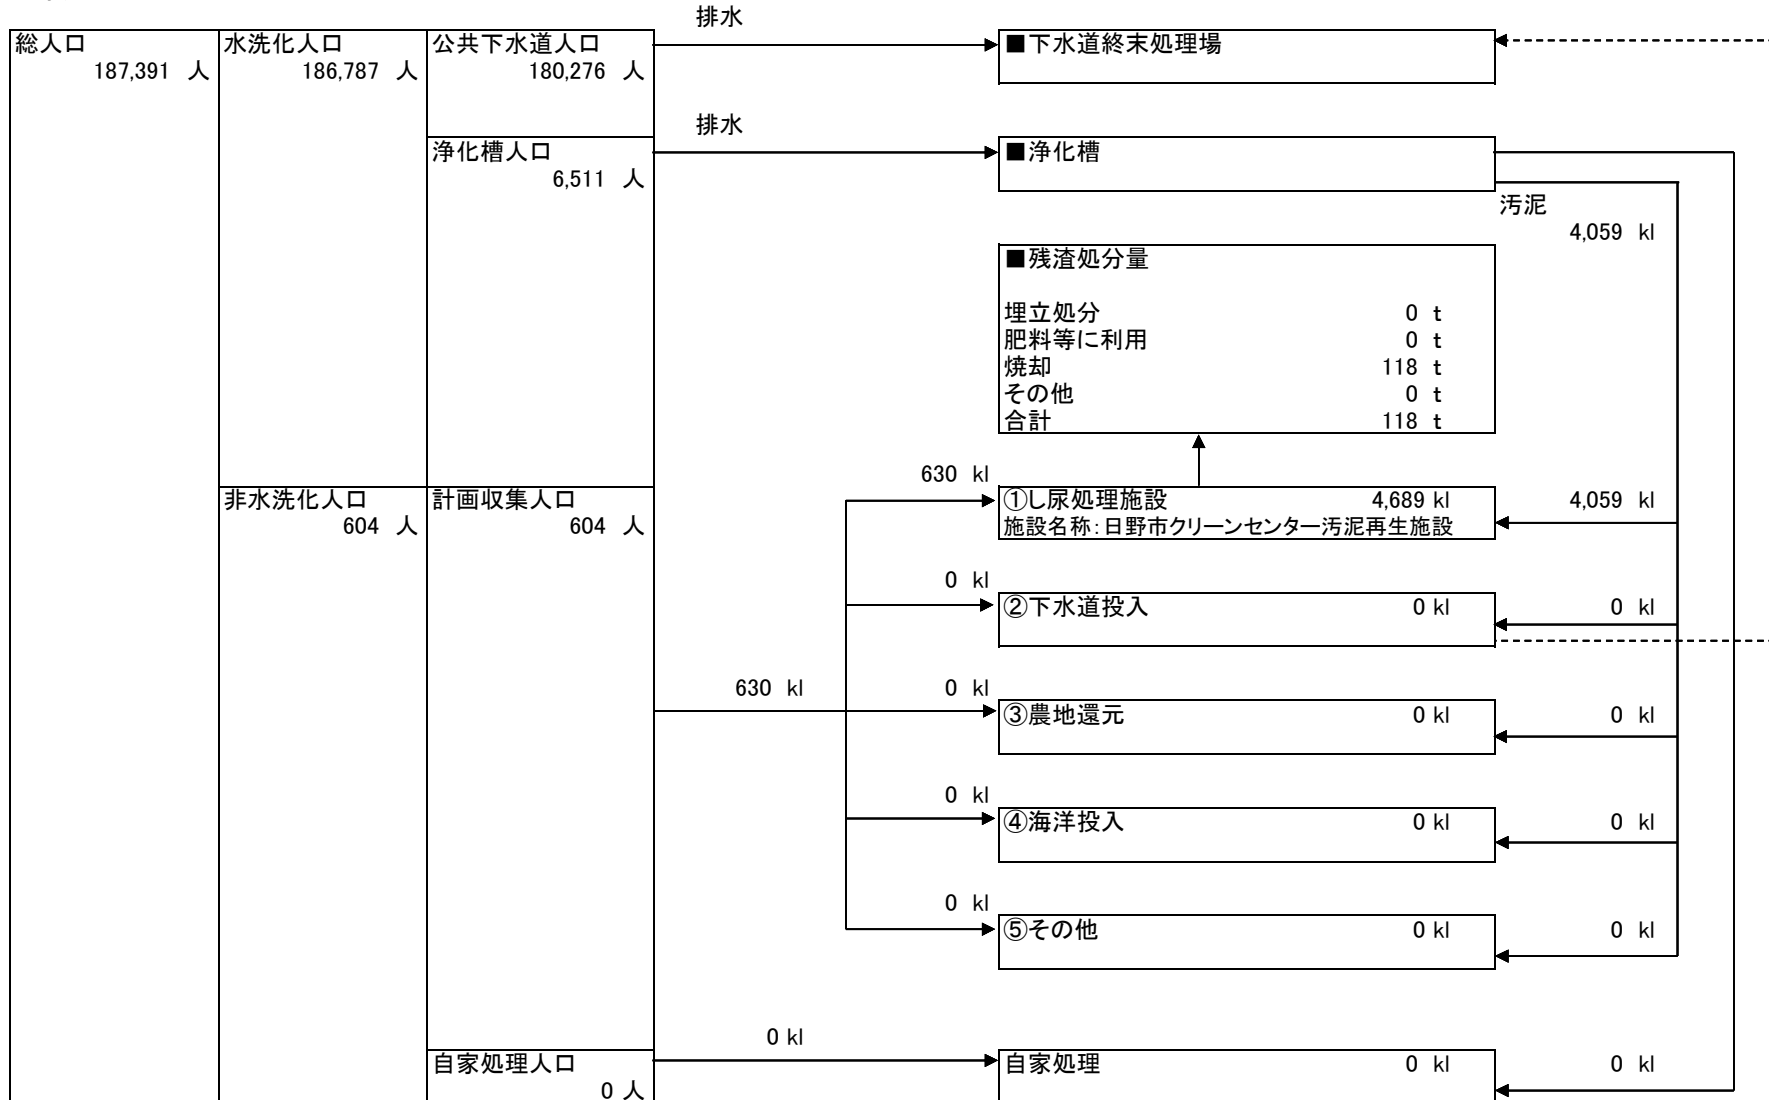 排水
総人口 水洗化人口 公共下水道人口 ■下水道終末処理場
187,391 人 186,787 人 180,276 人
排水
浄化槽人口 ■浄化槽
6,511 人
汚泥
4,059 kl
■残渣処分量
埋立処分 0 t
肥料等に利用 0 t
焼却 118 t
その他 0 t
合計 118 t
630 kl
非水洗化人口 計画収集人口 ①し尿処理施設 4,689 kl 4,059 kl
604 人 604 人 施設名称:日野市クリーンセンター汚泥再生施設
0 kl
②下水道投入 0 kl 0 kl
630 kl 0 kl
③農地還元 0 kl 0 kl
0 kl
④海洋投入 0 kl 0 kl
0 kl
⑤その他 0 kl 0 kl
0 kl
自家処理人口 自家処理 0 kl 0 kl
0 人